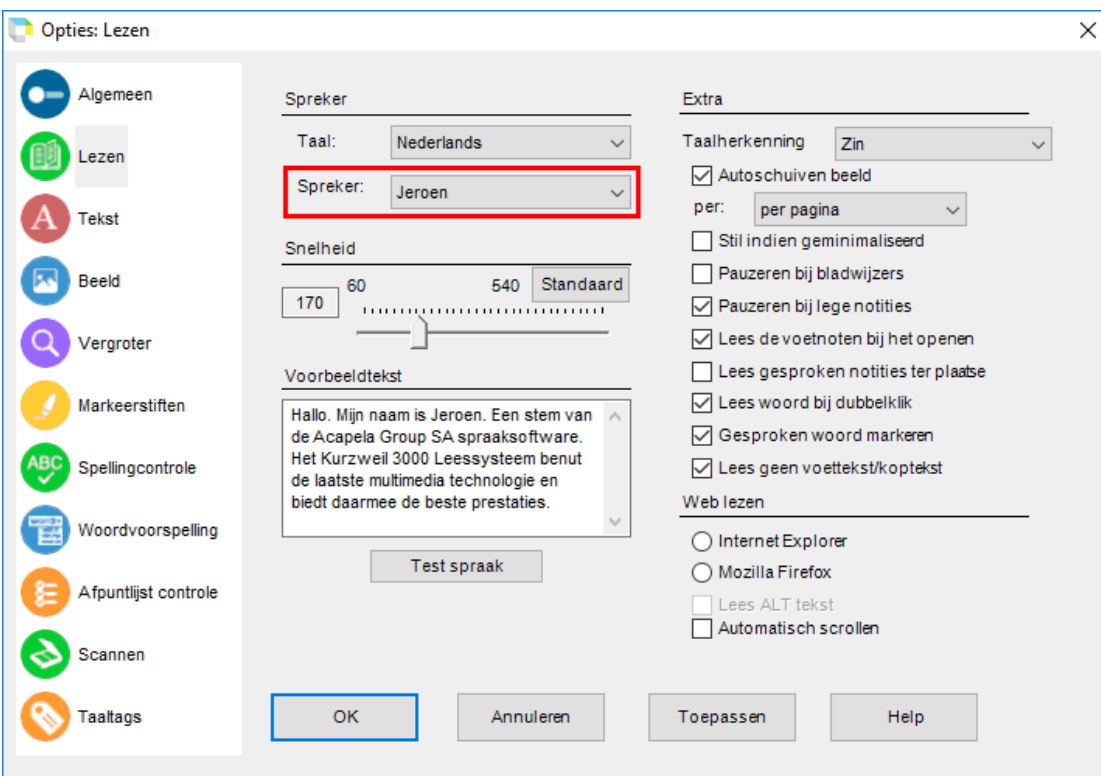 Opties: Lezen
Algemeen
Lezen
A
Tekst
Beeld
Vergroter
Markeerstiften
ABC
Spellingcontrole
Woordvoorspelling
Afpuntlijst controle
Scannen
Taaltags
Spreker
Taal: Nederlands
Spreker: Jeroen
Snelheid
170
60 540 Standaard
Voorbeeldtekst
Hallo. Mijn naam is Jeroen. Een stem van
de Acapela Group SA spraaksoftware.
Het Kurzweil 3000 Leessysteem benut
de laatste multimedia technologie en
biedt daarmee de beste prestaties.
Test spraak
Extra
Taalherkenning Zin
Autoschuiven beeld
per: per pagina
Stil indien geminimaliseerd
Pauzeren bij bladwijzers
Pauzeren bij lege notities
Lees de voetnoten bij het openen
Lees gesproken notities ter plaatse
Lees woord bij dubbelklik
Gesproken woord markeren
Lees geen voettekst/koptekst
Web lezen
Internet Explorer
Mozilla Firefox
Lees ALT tekst
Automatisch scrollen
OK Annuleren Toepassen Help